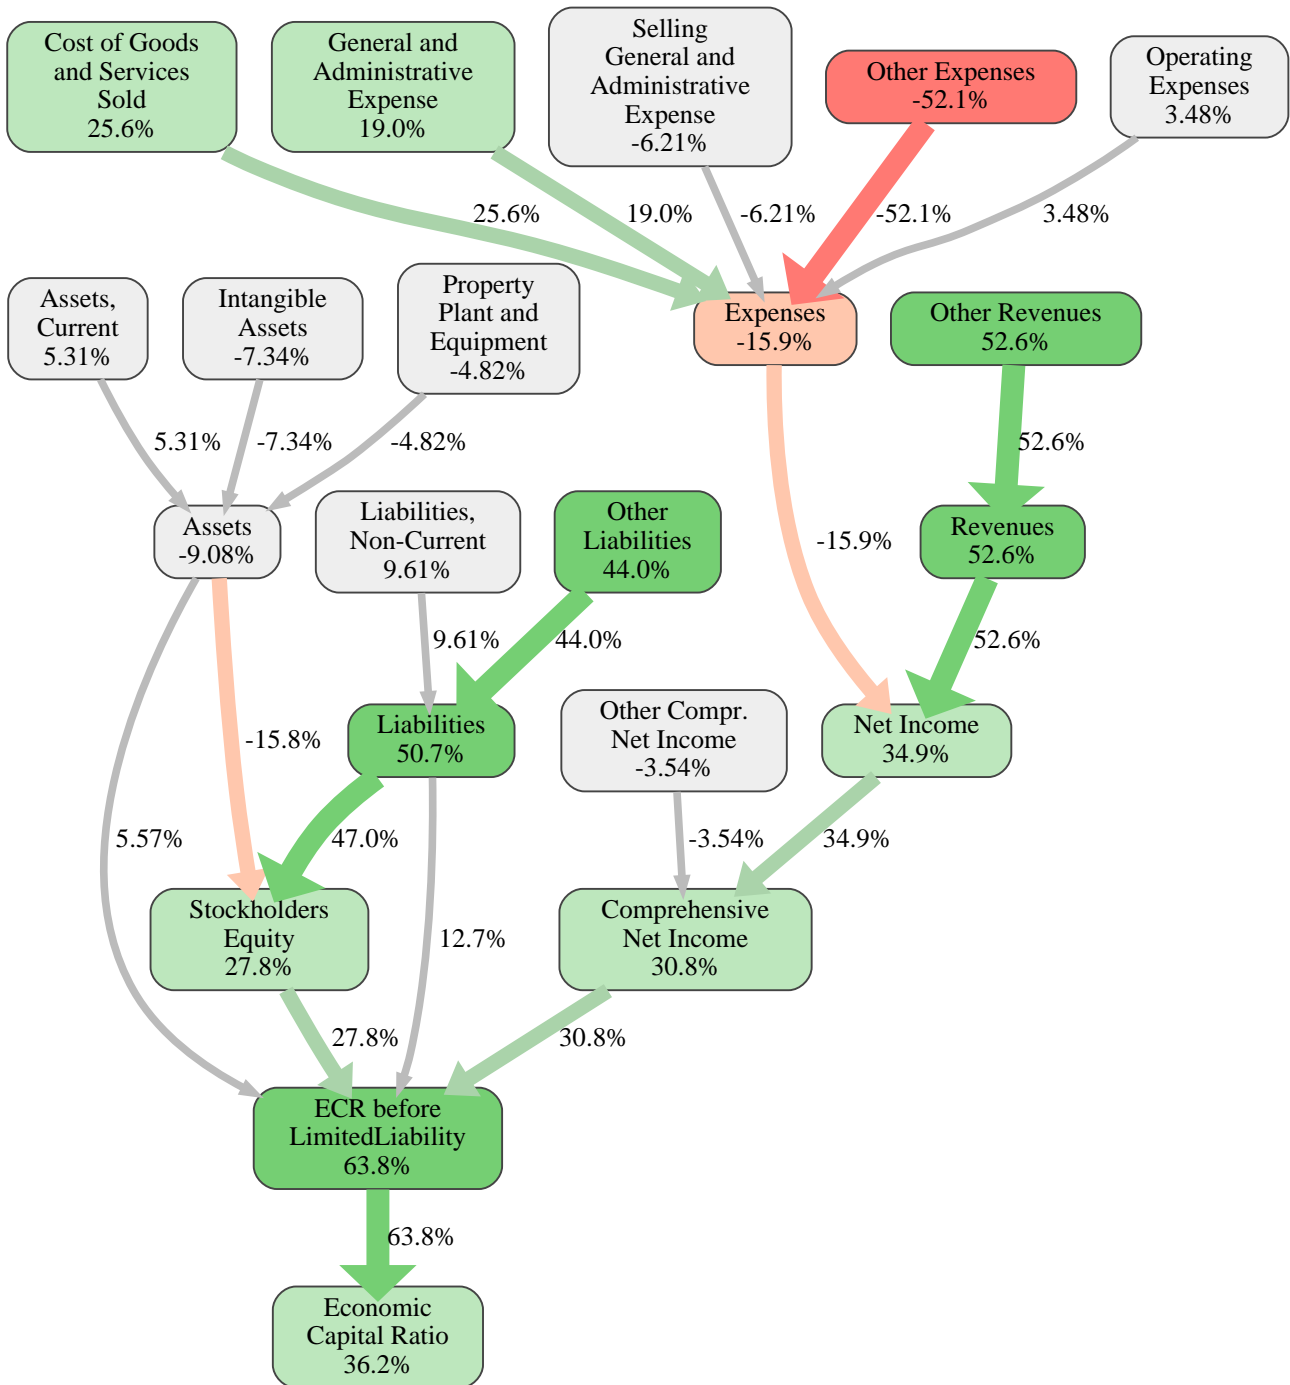 Cost of Goods
and Services
Sold
25.6%
General and
Administrative
Expense
19.0%
Selling
General and
Administrative
Expense
-6.21%
Other Expenses
-52.1%
Operating
Expenses
3.48%
25.6%
19.0%
-6.21%
-52.1%
3.48%
Assets,
Current
5.31%
Intangible
Assets
-7.34%
Property
Plant and
Equipment
-4.82%
Expenses
-15.9%
Other Revenues
52.6%
5.31%
-7.34%
-4.82%
52.6%
Assets
-9.08%
Liabilities,
Non-Current
9.61%
Other
Liabilities
44.0%
-15.9%
Revenues
52.6%
9.61%
44.0%
52.6%
-15.8%
Liabilities
50.7%
Other Compr.
Net Income
-3.54%
Net Income
34.9%
5.57%
47.0%
-3.54%
34.9%
Stockholders
Equity
27.8%
12.7%
Comprehensive
Net Income
30.8%
27.8%
30.8%
ECR before
LimitedLiability
63.8%
63.8%
Economic
Capital Ratio
36.2%